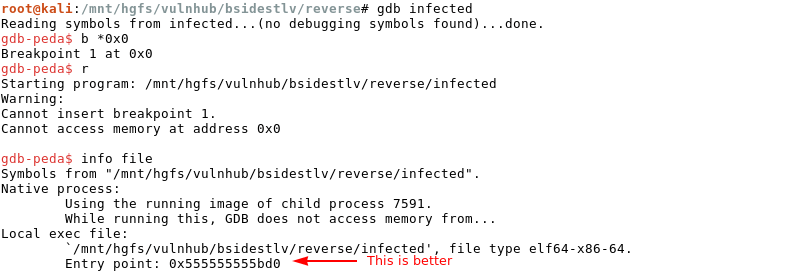 root@kali:/mnt/hgfs/vulnhub/bsidestlv/reverse# gdb infected
Reading symbols from infected...(no debugging symbols found)...done.
gdb-peda$ b *0x0
Breakpoint 1 at 0x0
gdb-peda$ r
Starting program: /mnt/hgfs/vulnhub/bsidestlv/reverse/infected
Warning:
Cannot insert breakpoint 1.
Cannot access memory at address 0x0

gdb-peda$ info file
Symbols from "/mnt/hgfs/vulnhub/bsidestlv/reverse/infected".
Native process:
        Using the running image of child process 7591.
        While running this, GDB does not access memory from...
Local exec file:
        `/mnt/hgfs/vulnhub/bsidestlv/reverse/infected', file type elf64-x86-64.
        Entry point: 0x555555555bd0 This is better